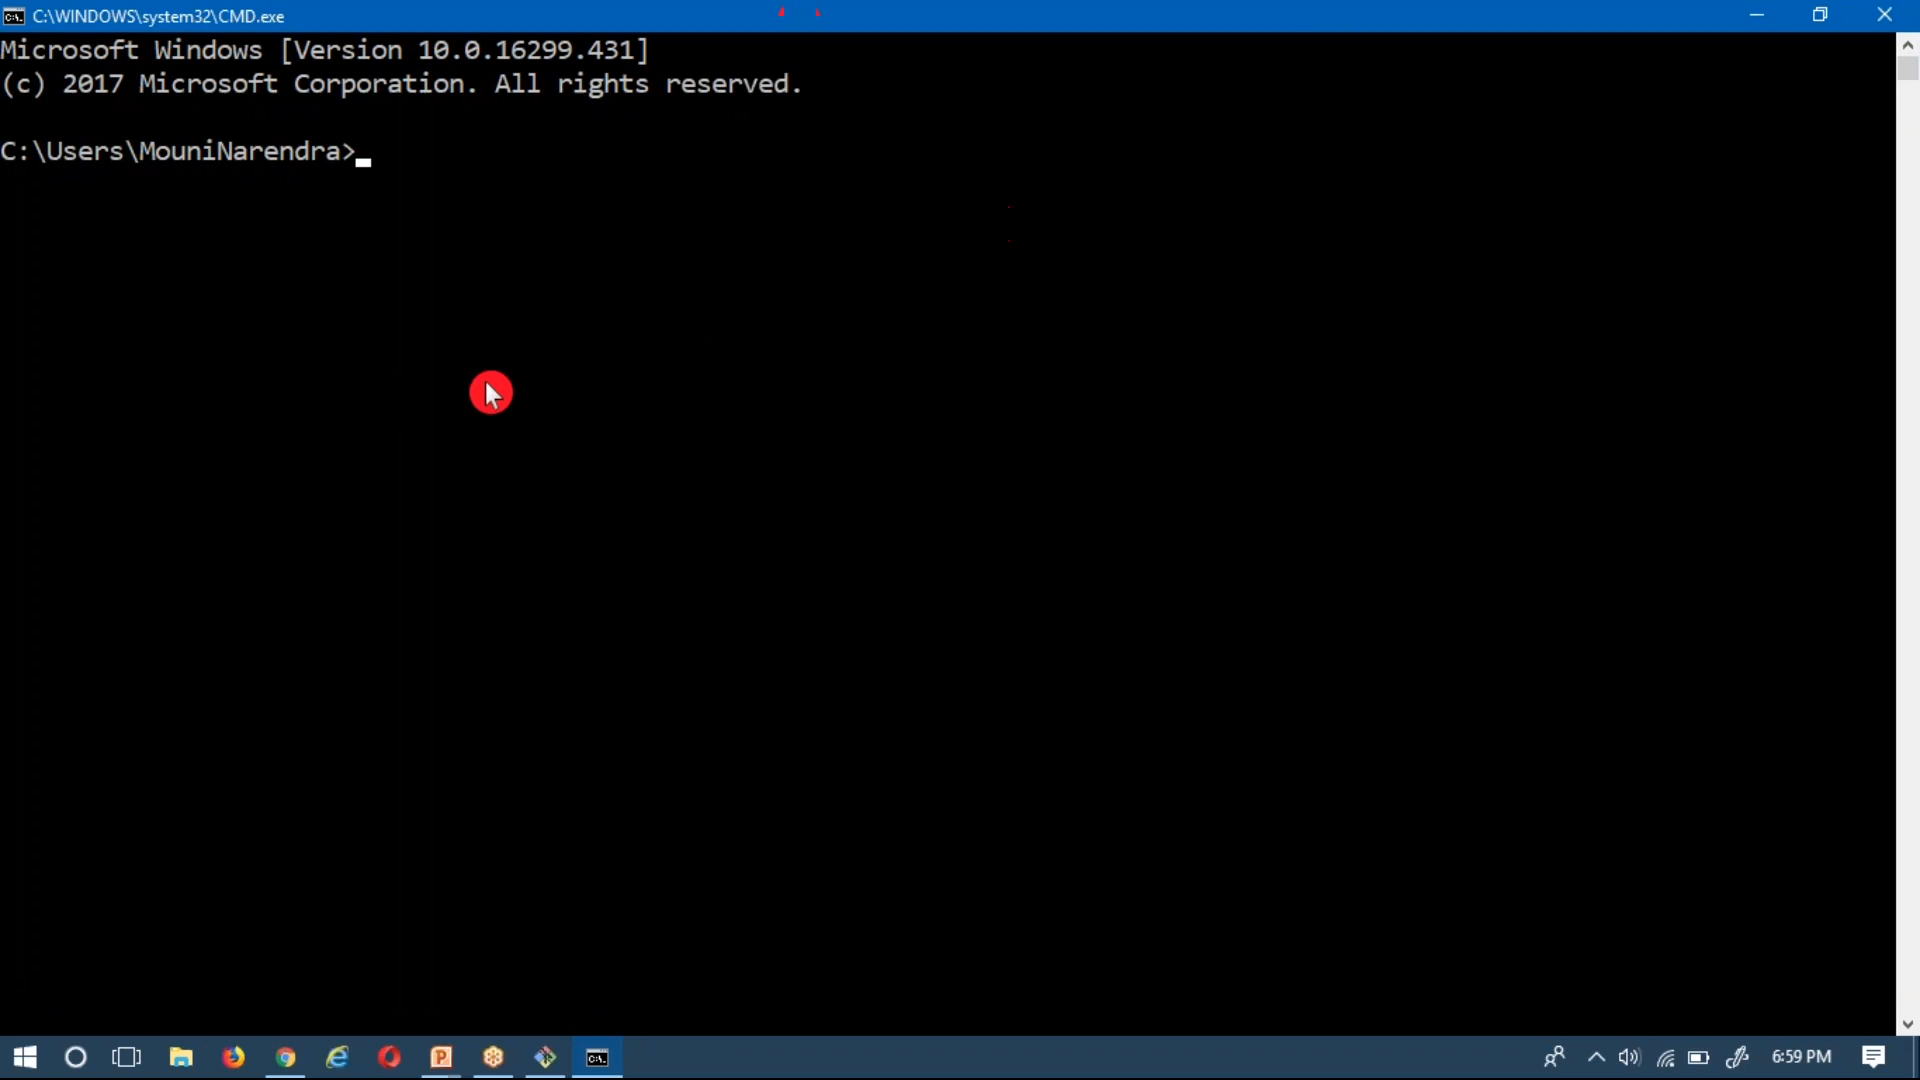 C:\WINDOWS\system32\CMD.exe
Microsoft Windows [Version 10.0.16299.431]
(c) 2017 Microsoft Corporation. All rights reserved.
C:\Users\MouniNarendra>
6:59 PM